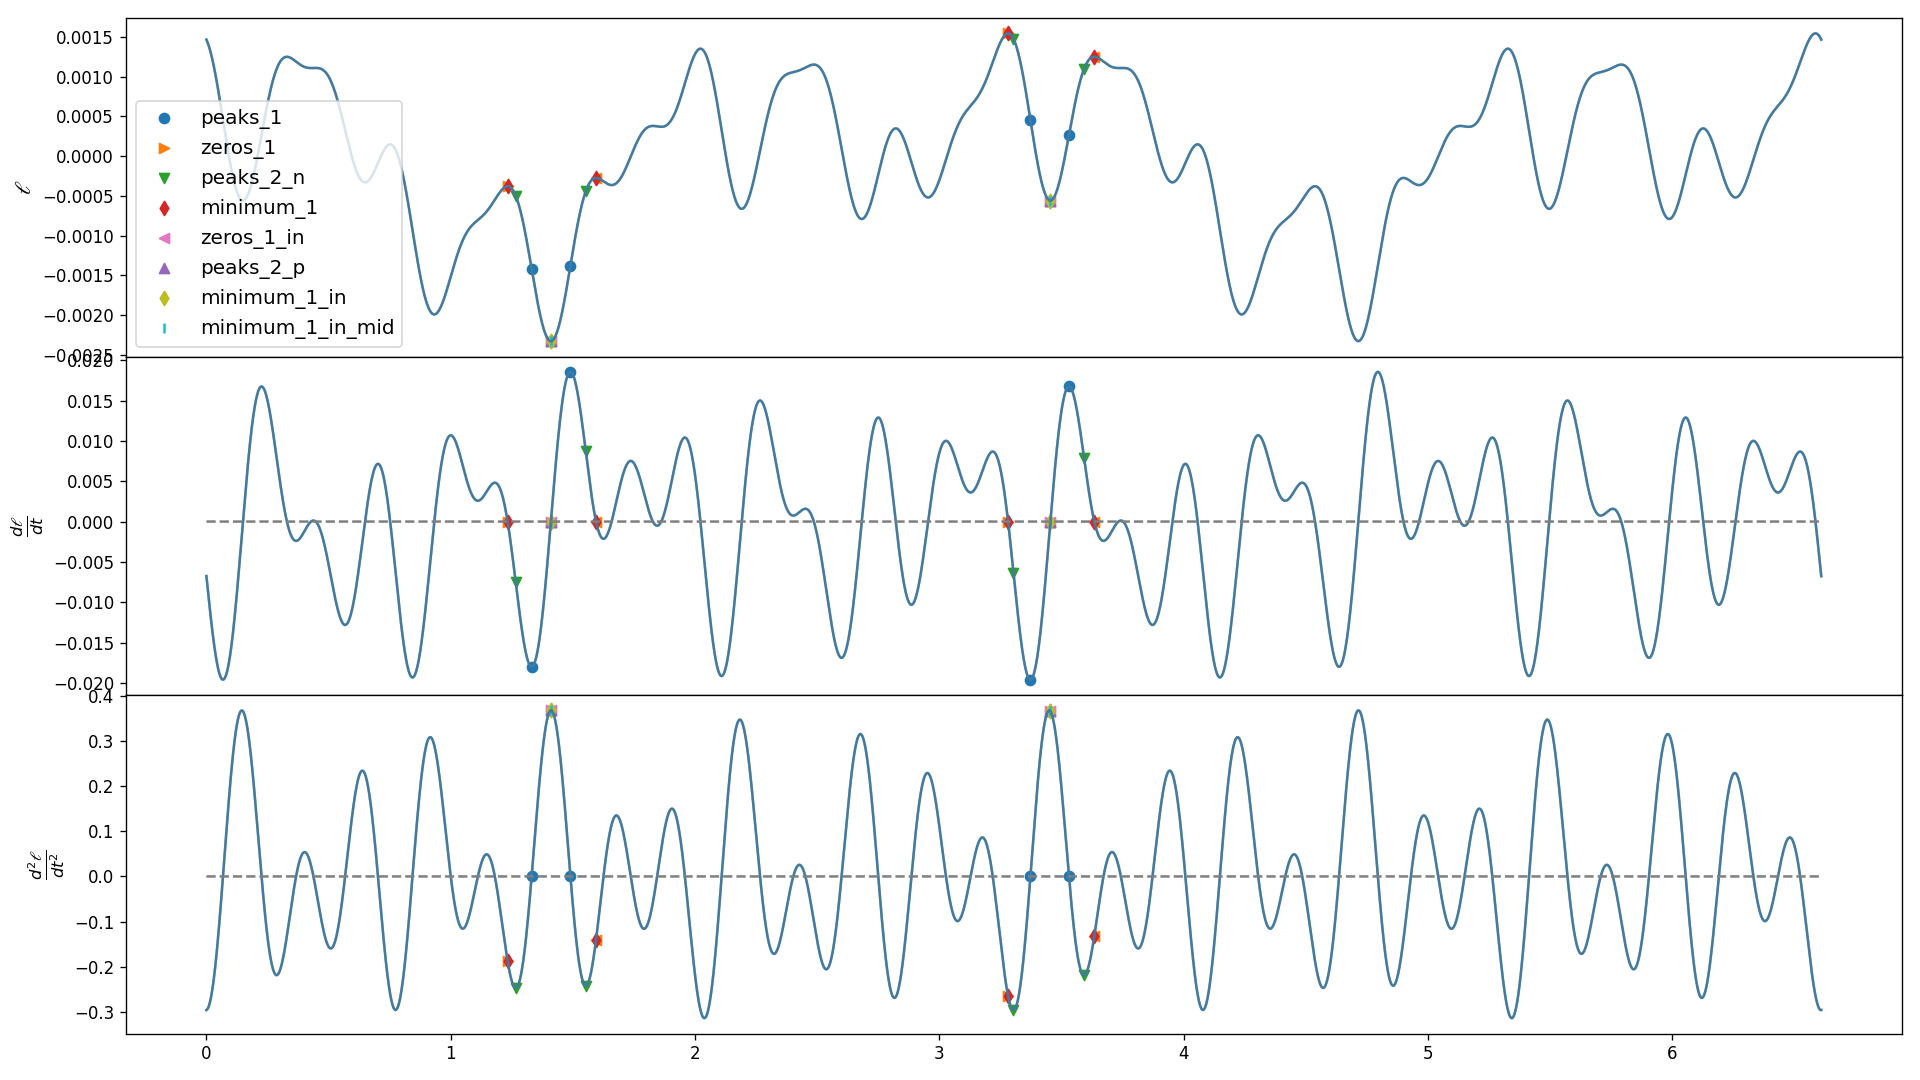 0.0015
0.0010
0.0005
0.0000
−0.0005
−0.0010
−0.0015
−0.0020
−0.0025
ℓ
peaks_1
zeros_1
peaks_2_n
minimum_1
zeros_1_in
peaks_2_p
minimum_1_in
minimum_1_in_mid
0.020
0.015
0.010
0.005
0.000
−0.005
−0.010
−0.015
−0.020
dℓ
dt
0.4
0.3
0.2
0.1
0.0
−0.1
−0.2
−0.3
d²ℓ
dt²
0 1 2 3 4 5 6